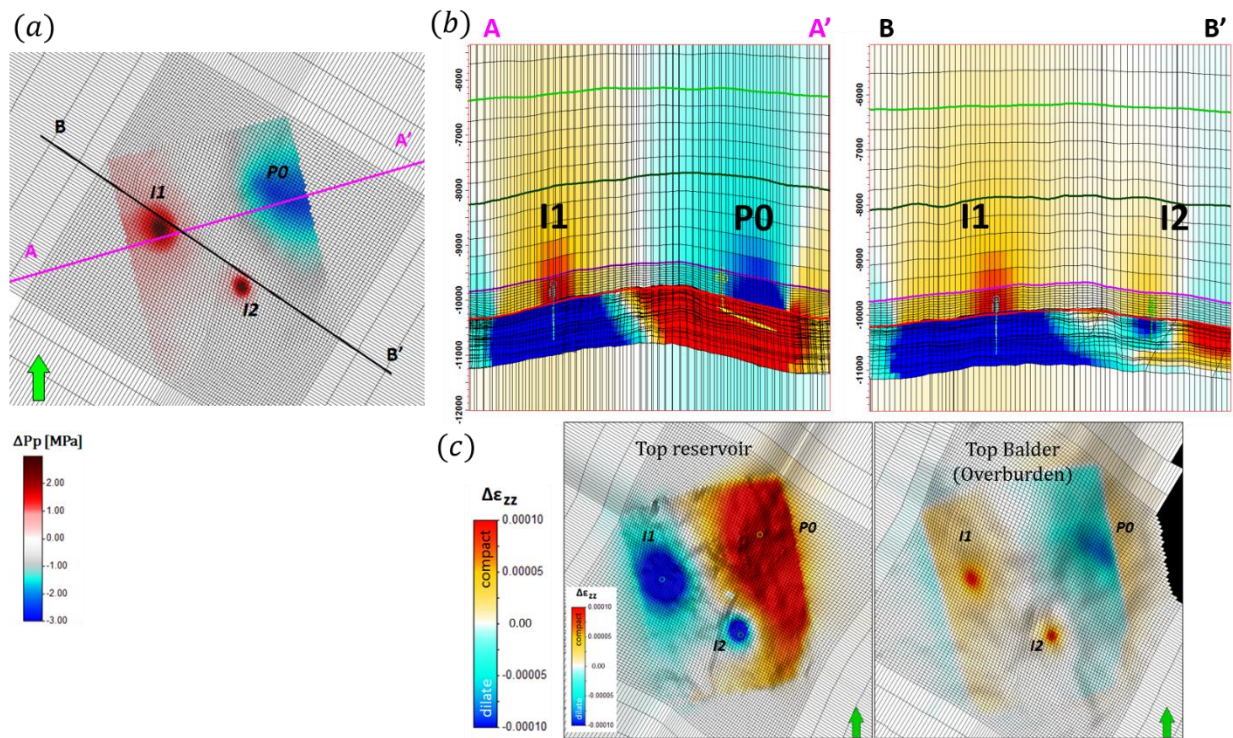 (a)
B
A'
I1
P0
A
I2
B'
ΔPp [MPa]
2.00
1.00
0.00
-1.00
-2.00
-3.00
(b)
A
A'
B
B'
-6000
-7000
-8000
-9000
-10000
-11000
-12000
I1
P0
-6000
-7000
-8000
-9000
-10000
-11000
I1
I2
(c)
Δεzz
0.00010
0.00005
0.00
-0.00005
-0.00010
compact
dilate
Δεzz
0.00010
0.00005
0.00
-0.00005
-0.00010
compact
dilate
Top reservoir
I1
P0
I2
Top Balder
(Overburden)
I1
P0
I2